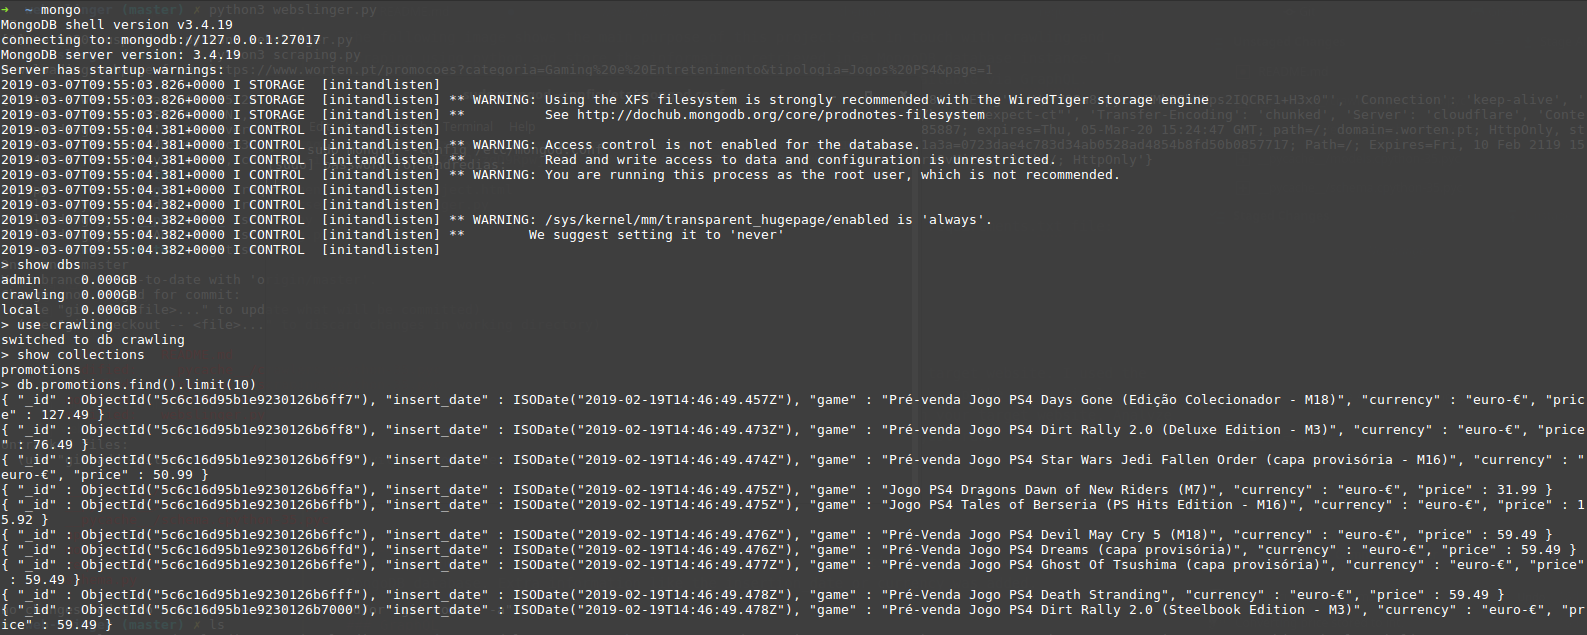 ➜  ~ mongo
MongoDB shell version v3.4.19
connecting to: mongodb://127.0.0.1:27017
MongoDB server version: 3.4.19
Server has startup warnings:
2019-03-07T09:55:03.826+0000 I STORAGE  [initandlisten]
2019-03-07T09:55:03.826+0000 I STORAGE  [initandlisten] ** WARNING: Using the XFS filesystem is strongly recommended with the WiredTiger storage engine
2019-03-07T09:55:03.826+0000 I STORAGE  [initandlisten] **          See http://dochub.mongodb.org/core/prodnotes-filesystem
2019-03-07T09:55:04.381+0000 I CONTROL  [initandlisten]
2019-03-07T09:55:04.381+0000 I CONTROL  [initandlisten] ** WARNING: Access control is not enabled for the database.
2019-03-07T09:55:04.381+0000 I CONTROL  [initandlisten] **          Read and write access to data and configuration is unrestricted.
2019-03-07T09:55:04.381+0000 I CONTROL  [initandlisten] ** WARNING: You are running this process as the root user, which is not recommended.
2019-03-07T09:55:04.381+0000 I CONTROL  [initandlisten]
2019-03-07T09:55:04.382+0000 I CONTROL  [initandlisten]
2019-03-07T09:55:04.382+0000 I CONTROL  [initandlisten] ** WARNING: /sys/kernel/mm/transparent_hugepage/enabled is 'always'.
2019-03-07T09:55:04.382+0000 I CONTROL  [initandlisten] **        We suggest setting it to 'never'
2019-03-07T09:55:04.382+0000 I CONTROL  [initandlisten]
> show dbs
admin     0.000GB
crawling  0.000GB
local     0.000GB
> use crawling
switched to db crawling
> show collections
promotions
> db.promotions.find().limit(10)
{ "_id" : ObjectId("5c6c16d95b1e9230126b6ff7"), "insert_date" : ISODate("2019-02-19T14:46:49.457Z"), "game" : "Pré-venda Jogo PS4 Days Gone (Edição Colecionador - M18)", "currency" : "euro-€", "pric
e" : 127.49 }
{ "_id" : ObjectId("5c6c16d95b1e9230126b6ff8"), "insert_date" : ISODate("2019-02-19T14:46:49.473Z"), "game" : "Pré-venda Jogo PS4 Dirt Rally 2.0 (Deluxe Edition - M3)", "currency" : "euro-€", "price
" : 76.49 }
{ "_id" : ObjectId("5c6c16d95b1e9230126b6ff9"), "insert_date" : ISODate("2019-02-19T14:46:49.474Z"), "game" : "Pré-venda Jogo PS4 Star Wars Jedi Fallen Order (capa provisória - M16)", "currency" : "
euro-€", "price" : 50.99 }
{ "_id" : ObjectId("5c6c16d95b1e9230126b6ffa"), "insert_date" : ISODate("2019-02-19T14:46:49.475Z"), "game" : "Jogo PS4 Dragons Dawn of New Riders (M7)", "currency" : "euro-€", "price" : 31.99 }
{ "_id" : ObjectId("5c6c16d95b1e9230126b6ffb"), "insert_date" : ISODate("2019-02-19T14:46:49.475Z"), "game" : "Jogo PS4 Tales of Berseria (PS Hits Edition - M16)", "currency" : "euro-€", "price" : 1
5.92 }
{ "_id" : ObjectId("5c6c16d95b1e9230126b6ffc"), "insert_date" : ISODate("2019-02-19T14:46:49.476Z"), "game" : "Pré-Venda Jogo PS4 Devil May Cry 5 (M18)", "currency" : "euro-€", "price" : 59.49 }
{ "_id" : ObjectId("5c6c16d95b1e9230126b6ffd"), "insert_date" : ISODate("2019-02-19T14:46:49.476Z"), "game" : "Pré-Venda Jogo PS4 Dreams (capa provisória)", "currency" : "euro-€", "price" : 59.49 }
{ "_id" : ObjectId("5c6c16d95b1e9230126b6ffe"), "insert_date" : ISODate("2019-02-19T14:46:49.477Z"), "game" : "Pré-Venda Jogo PS4 Ghost Of Tsushima (capa provisória)", "currency" : "euro-€", "price"
 : 59.49 }
{ "_id" : ObjectId("5c6c16d95b1e9230126b6fff"), "insert_date" : ISODate("2019-02-19T14:46:49.478Z"), "game" : "Pré-Venda Jogo PS4 Death Stranding", "currency" : "euro-€", "price" : 59.49 }
{ "_id" : ObjectId("5c6c16d95b1e9230126b7000"), "insert_date" : ISODate("2019-02-19T14:46:49.478Z"), "game" : "Pré-venda Jogo PS4 Dirt Rally 2.0 (Steelbook Edition - M3)", "currency" : "euro-€", "pr
ice" : 59.49 }